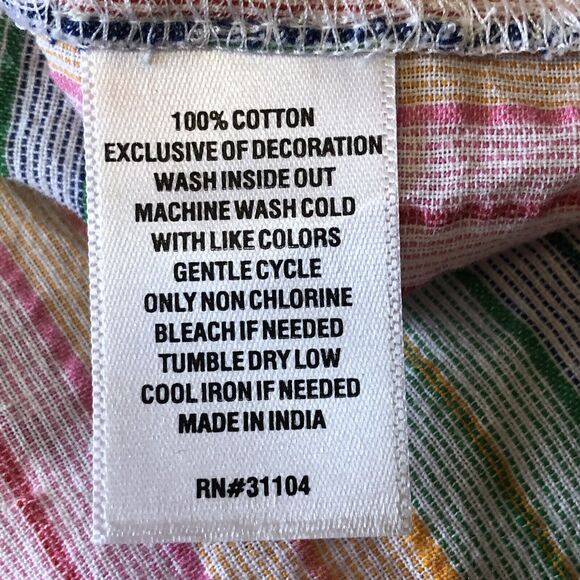 100% COTTON
EXCLUSIVE OF DECORATION
WASH INSIDE OUT
MACHINE WASH COLD
WITH LIKE COLORS
GENTLE CYCLE
ONLY NON CHLORINE
BLEACH IF NEEDED
TUMBLE DRY LOW
COOL IRON IF NEEDED
MADE IN INDIA
RN#31104